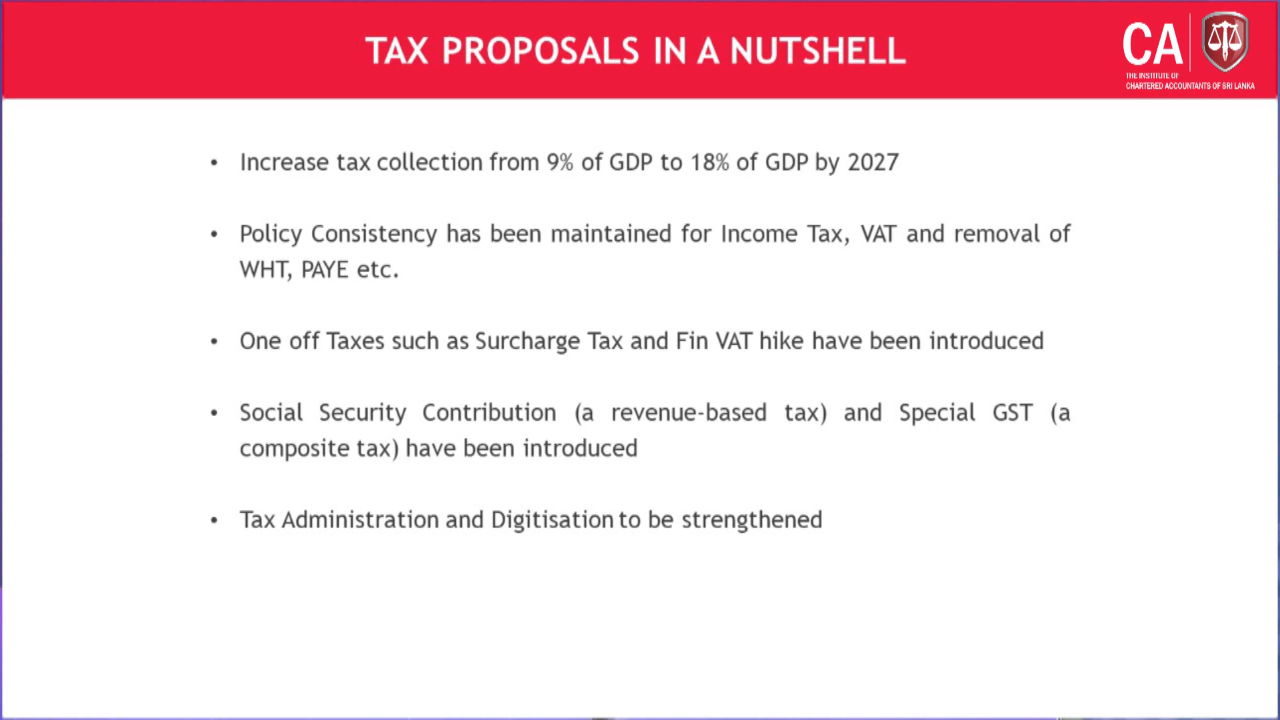 TAX PROPOSALS IN A NUTSHELL
CA
THE INSTITUTE OF
CHARTERED ACCOUNTANTS OF SRI LANKA
• Increase tax collection from 9% of GDP to 18% of GDP by 2027
• Policy Consistency has been maintained for Income Tax, VAT and removal of
WHT, PAYE etc.
• One off Taxes such as Surcharge Tax and Fin VAT hike have been introduced
• Social Security Contribution (a revenue-based tax) and Special GST (a
composite tax) have been introduced
• Tax Administration and Digitisation to be strengthened